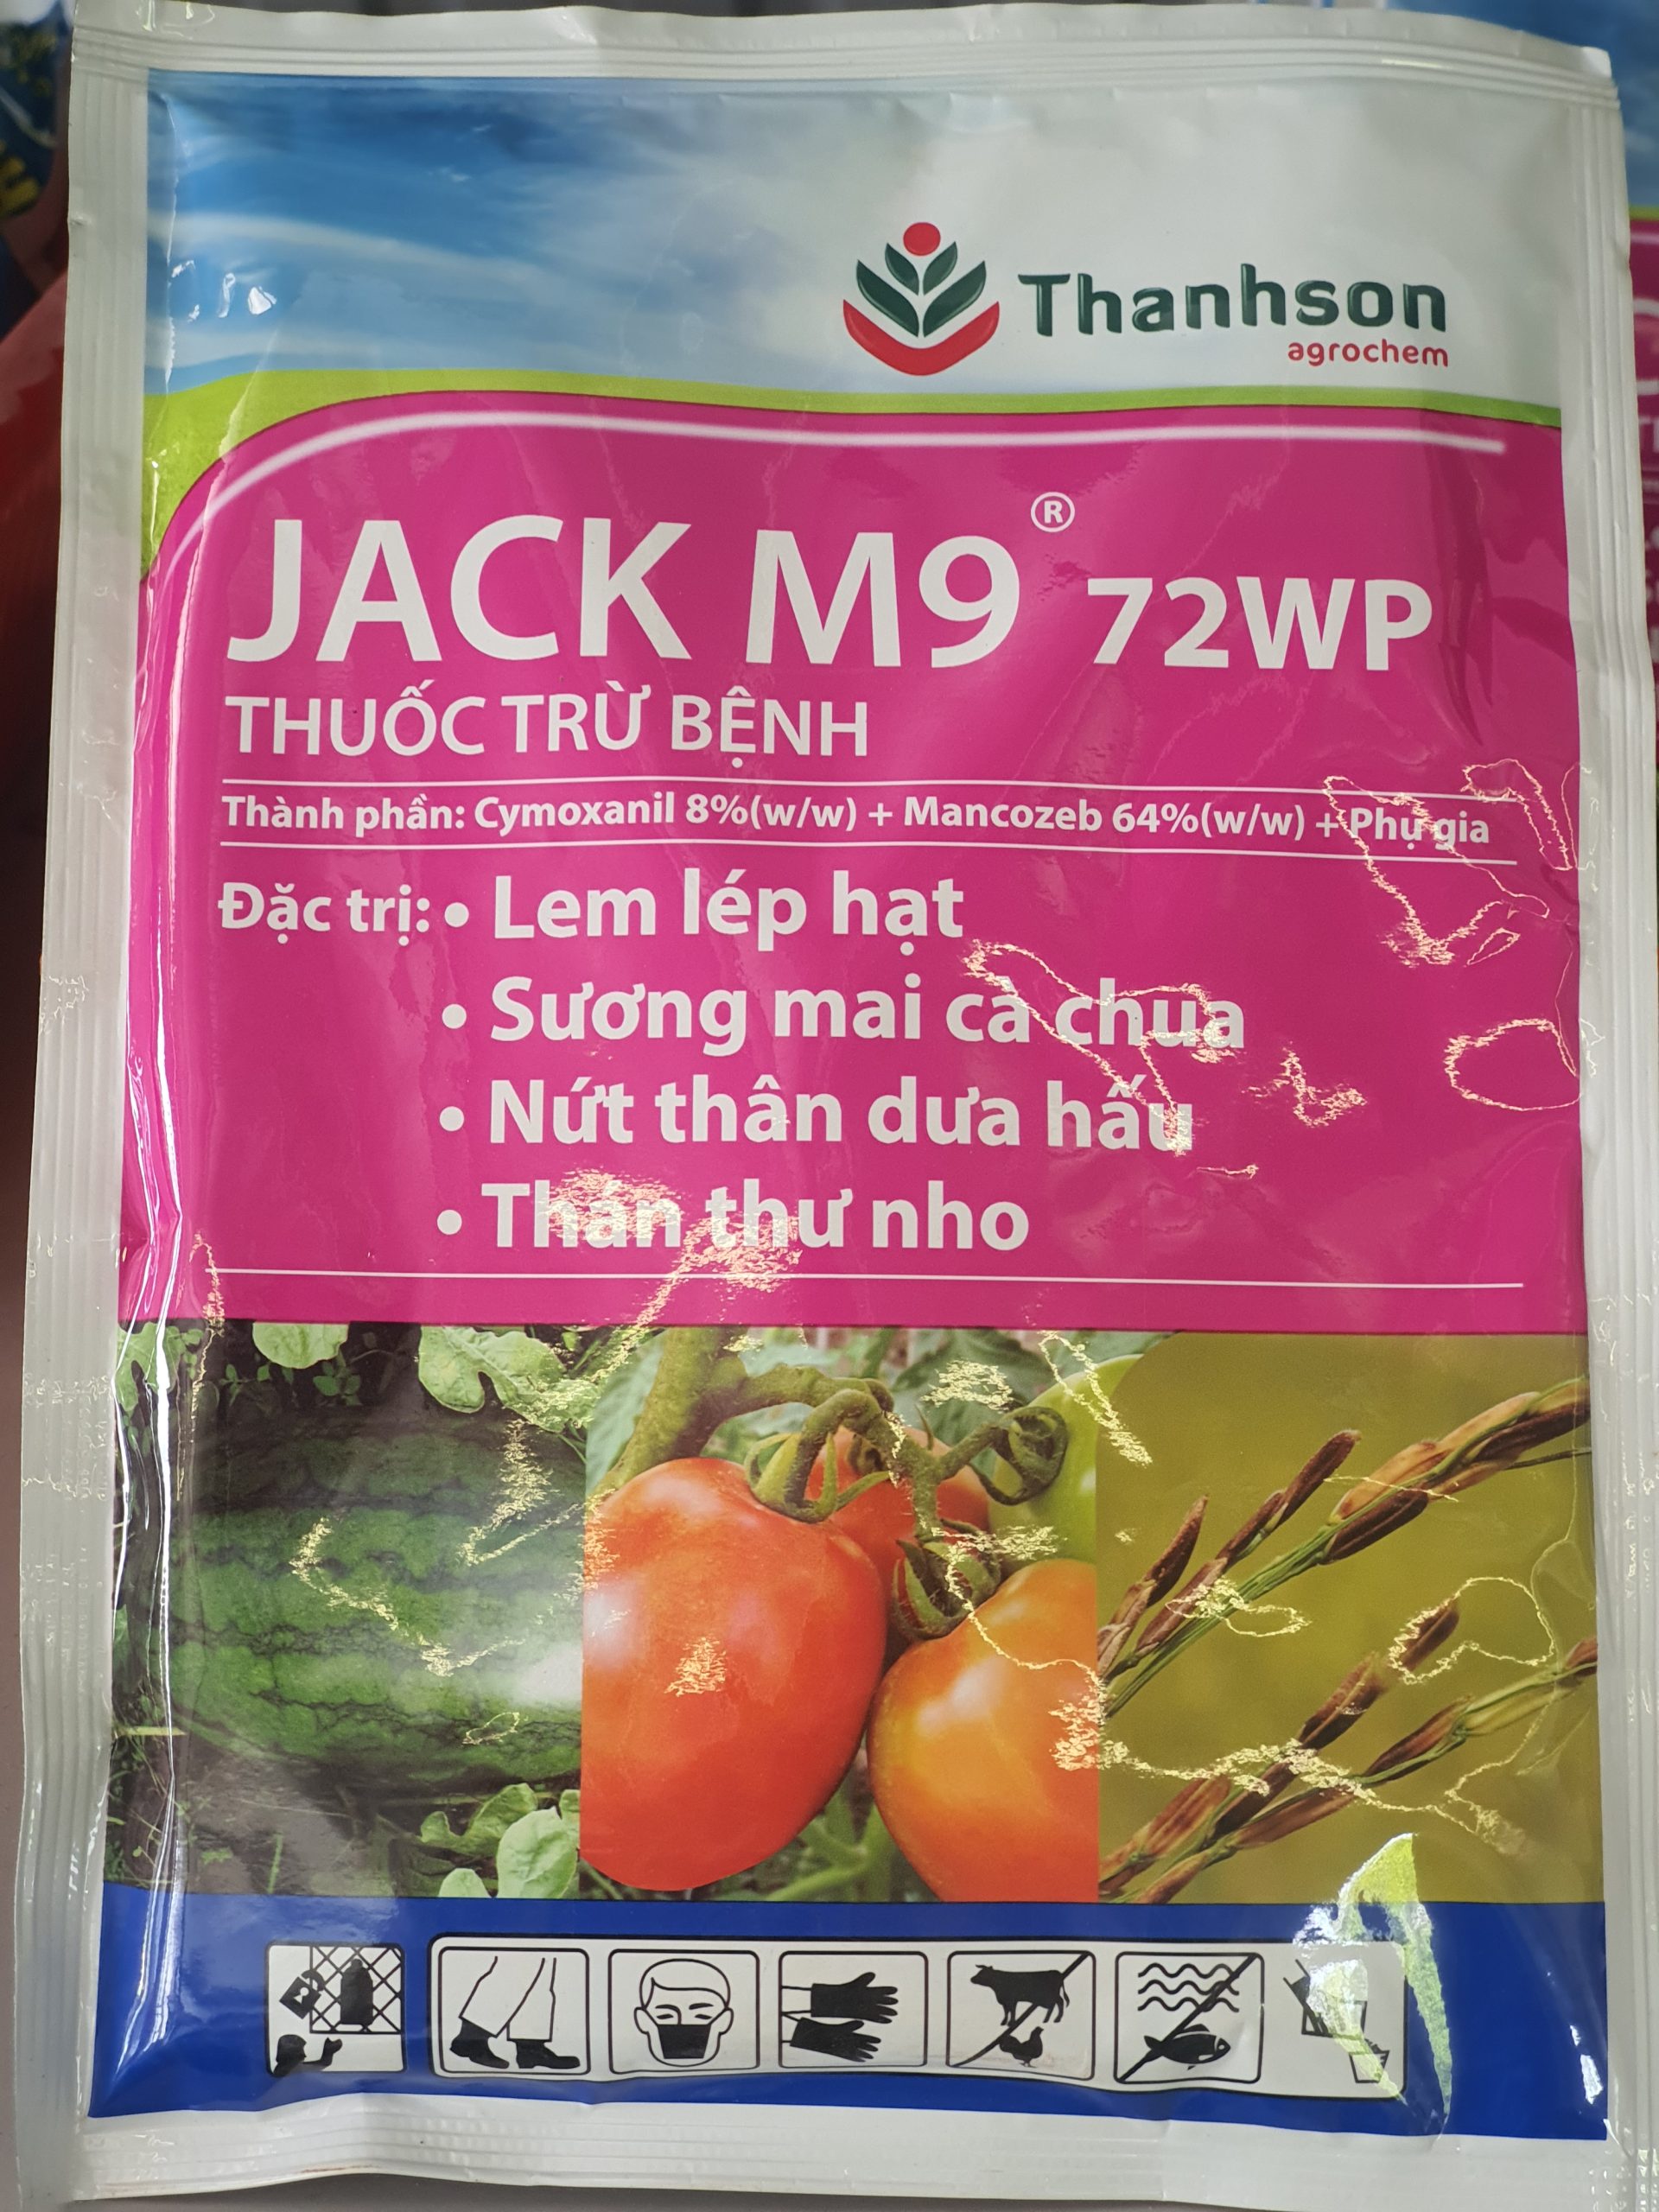 Thanhson
agrochem
JACK M9® 72WP
THUỐC TRỪ BỆNH
Thành phần: Cymoxanil 8%(w/w) + Mancozeb 64%(w/w) + Phụ gia
Đặc trị: • Lem lép hạt
• Sương mai cà chua
• Nứt thân dưa hấu
• Thán thư nho